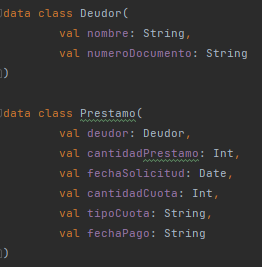 data class Deudor(
val nombre: String,
val numeroDocumento: String
)
data class Prestamo(
val deudor: Deudor,
val cantidadPrestamo: Int,
val fechaSolicitud: Date,
val cantidadCuota: Int,
val tipoCuota: String,
val fechaPago: String
)